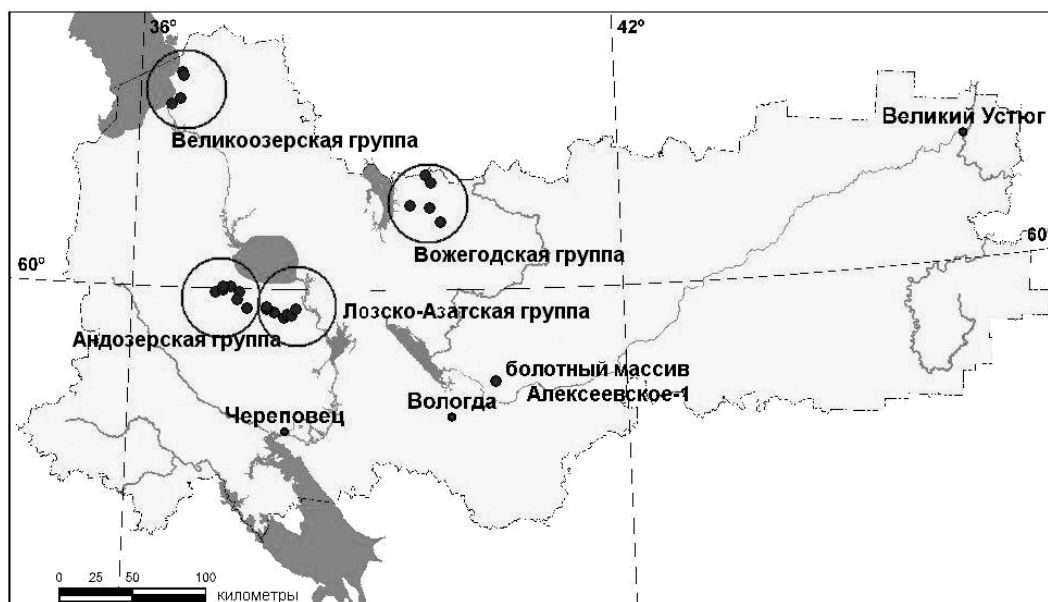 36°
42°
Великий Устюг
Великоозерская группа
Вожегодская группа
60°
60°
Лозско-Азатская группа
Андозерская группа
болотный массив
Алексеевское-1
Вологда
Череповец
0 25 50 100
километры